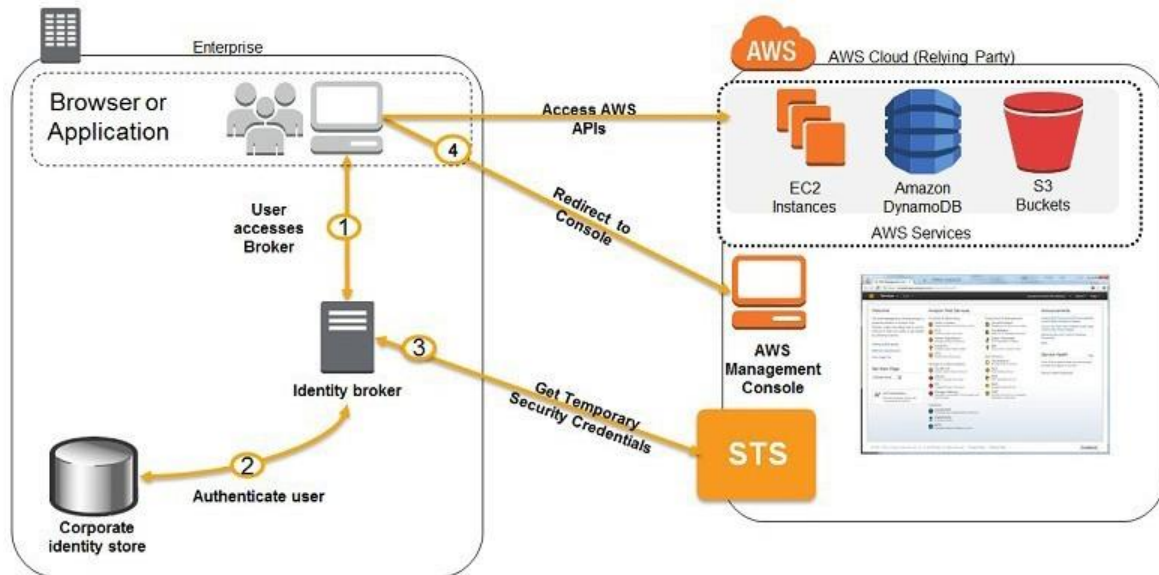 Enterprise
AWS
AWS Cloud (Relying Party)
Browser or
Application
Access AWS
APIs
4
EC2
Instances
Amazon
DynamoDB
S3
Buckets
AWS Services
User
accesses
Broker
1
Redirect to
Console
AWS
Management
Console
3
Identity broker
Get Temporary
Security Credentials
STS
2
Authenticate user
Corporate
identity store